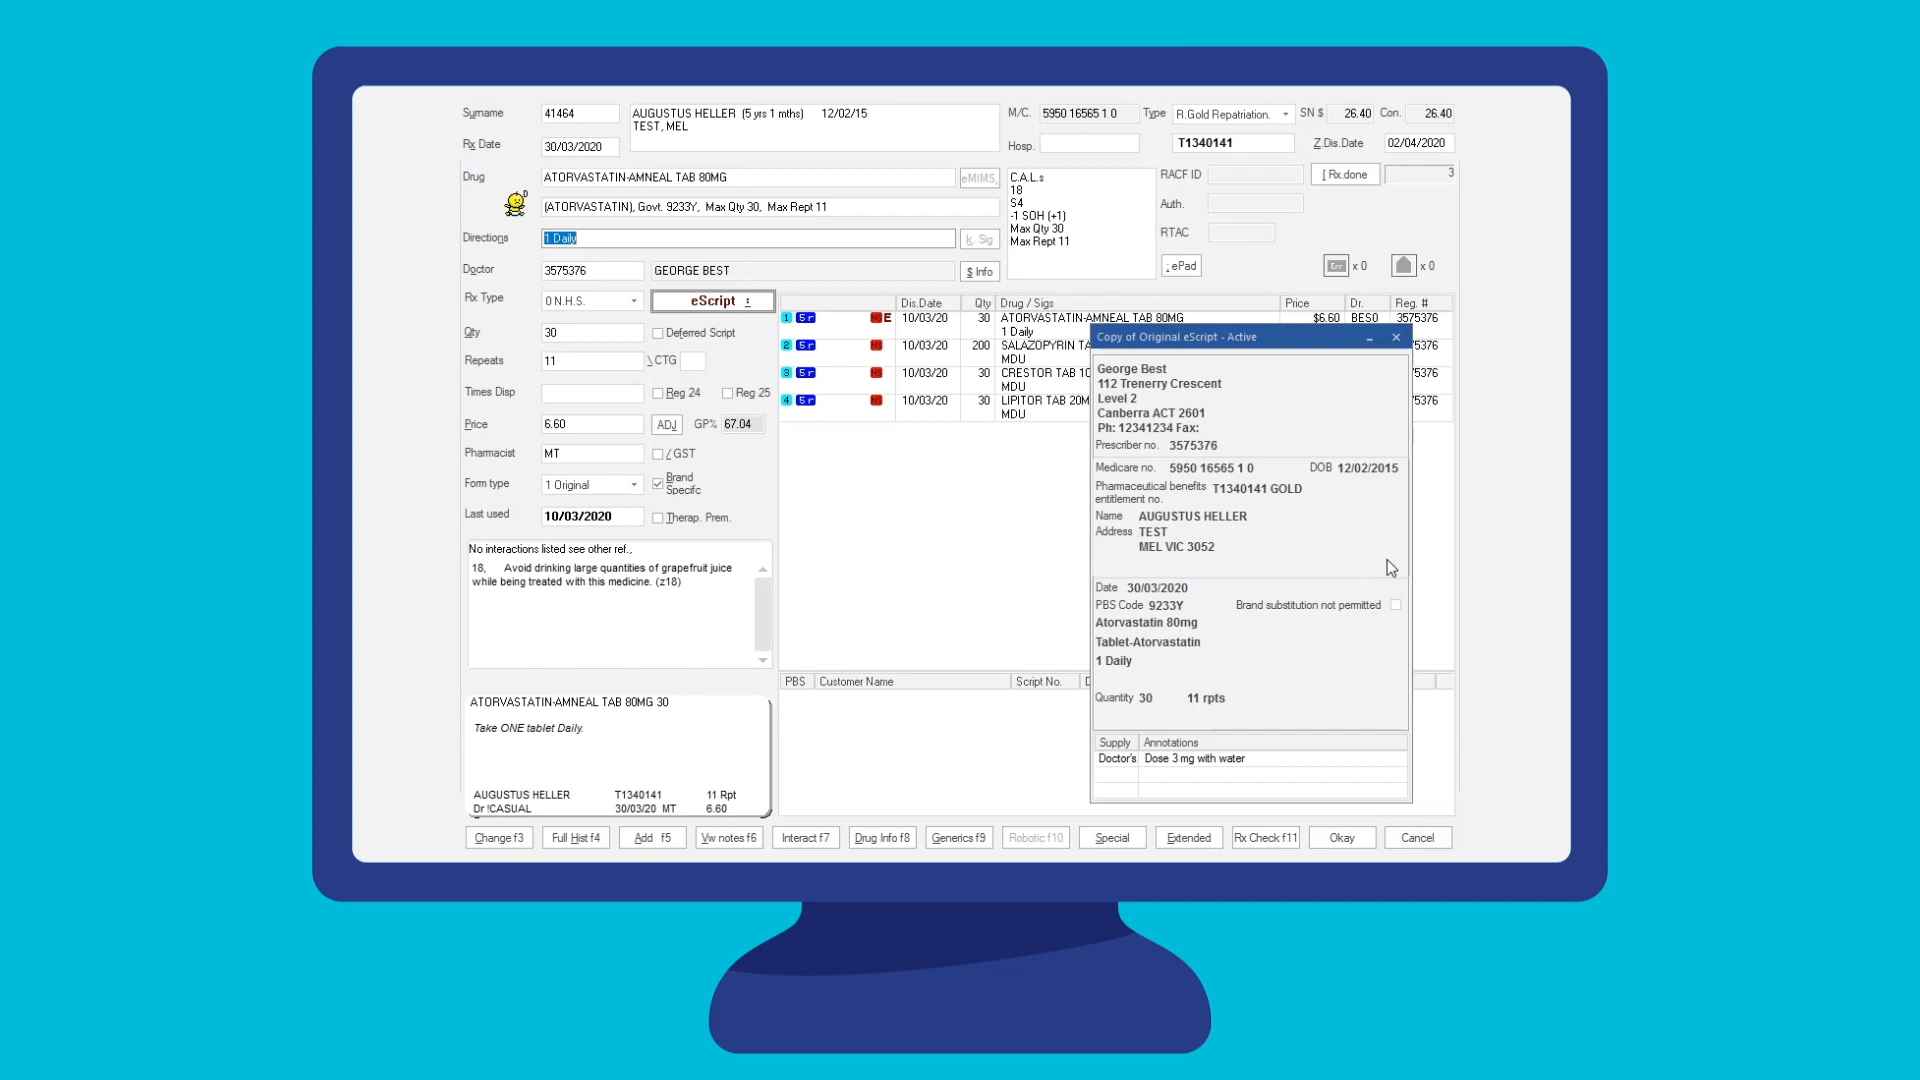 Surname 41464 AUGUSTUS HELLER (5 yrs 1 mths) 12/02/15 M/C. 5950 16565 1 0 Type R.Gold Repatriation. SN $ 26.40 Con. 26.40
TEST, MEL
Rx Date 30/03/2020 Hosp. T1340141 Z Dis.Date 02/04/2020
Drug ATORVASTATIN-AMNEAL TAB 80MG eMIMS, RACF ID [ Rx.done 3
D
(ATORVASTATIN), Govt. 9233Y, Max Qty 30, Max Rept 11
C.A.L.s
18
S4
-1 SOH (+1)
Max Qty 30
Max Rept 11
Auth.
RTAC
Directions 1 Daily k. Sig
Doctor 3575376 GEORGE BEST $ Info ; ePad Err x 0 x 0
Rx Type 0 N.H.S. eScript :
Qty 30 Deferred Script
Repeats 11 \ CTG
Times Disp Reg 24 Reg 25
Price 6.60 ADJ GP% 67.04
Pharmacist MT / GST
Form type 1 Original Brand
Specifc
Last used 10/03/2020 Therap. Prem.
Dis.Date Qty Drug / Sigs Price Dr. Reg. #
1 5 r NS E 10/03/20 30 ATORVASTATIN-AMNEAL TAB 80MG $6.60 BESO 3575376
1 Daily
2 5 r NS 10/03/20 200 SALAZOPYRIN TA 5376
MDU
3 5 r NS 10/03/20 30 CRESTOR TAB 10 5376
MDU
4 5 r NS 10/03/20 30 LIPITOR TAB 20M 5376
MDU
Copy of Original eScript - Active
George Best
112 Trenerry Crescent
Level 2
Canberra ACT 2601
Ph: 12341234 Fax:
Prescriber no. 3575376
Medicare no. 5950 16565 1 0 DOB 12/02/2015
Pharmaceutical benefits T1340141 GOLD
entitlement no.
Name AUGUSTUS HELLER
Address TEST
MEL VIC 3052
Date 30/03/2020
PBS Code 9233Y Brand substitution not permitted
Atorvastatin 80mg
Tablet-Atorvastatin
1 Daily
Quantity 30 11 rpts
Supply Annotations
Doctor's Dose 3 mg with water
No interactions listed see other ref.,
18, Avoid drinking large quantities of grapefruit juice
while being treated with this medicine. (z18)
PBS Customer Name Script No. D
ATORVASTATIN-AMNEAL TAB 80MG 30
Take ONE tablet Daily.
AUGUSTUS HELLER T1340141 11 Rpt
Dr !CASUAL 30/03/20 MT 6.60
Change f3 Full Hist f4 Add f5 Vw notes f6 Interact f7 Drug Info f8 Generics f9 Robotic f10 Special Extended Rx Check f11 Okay Cancel